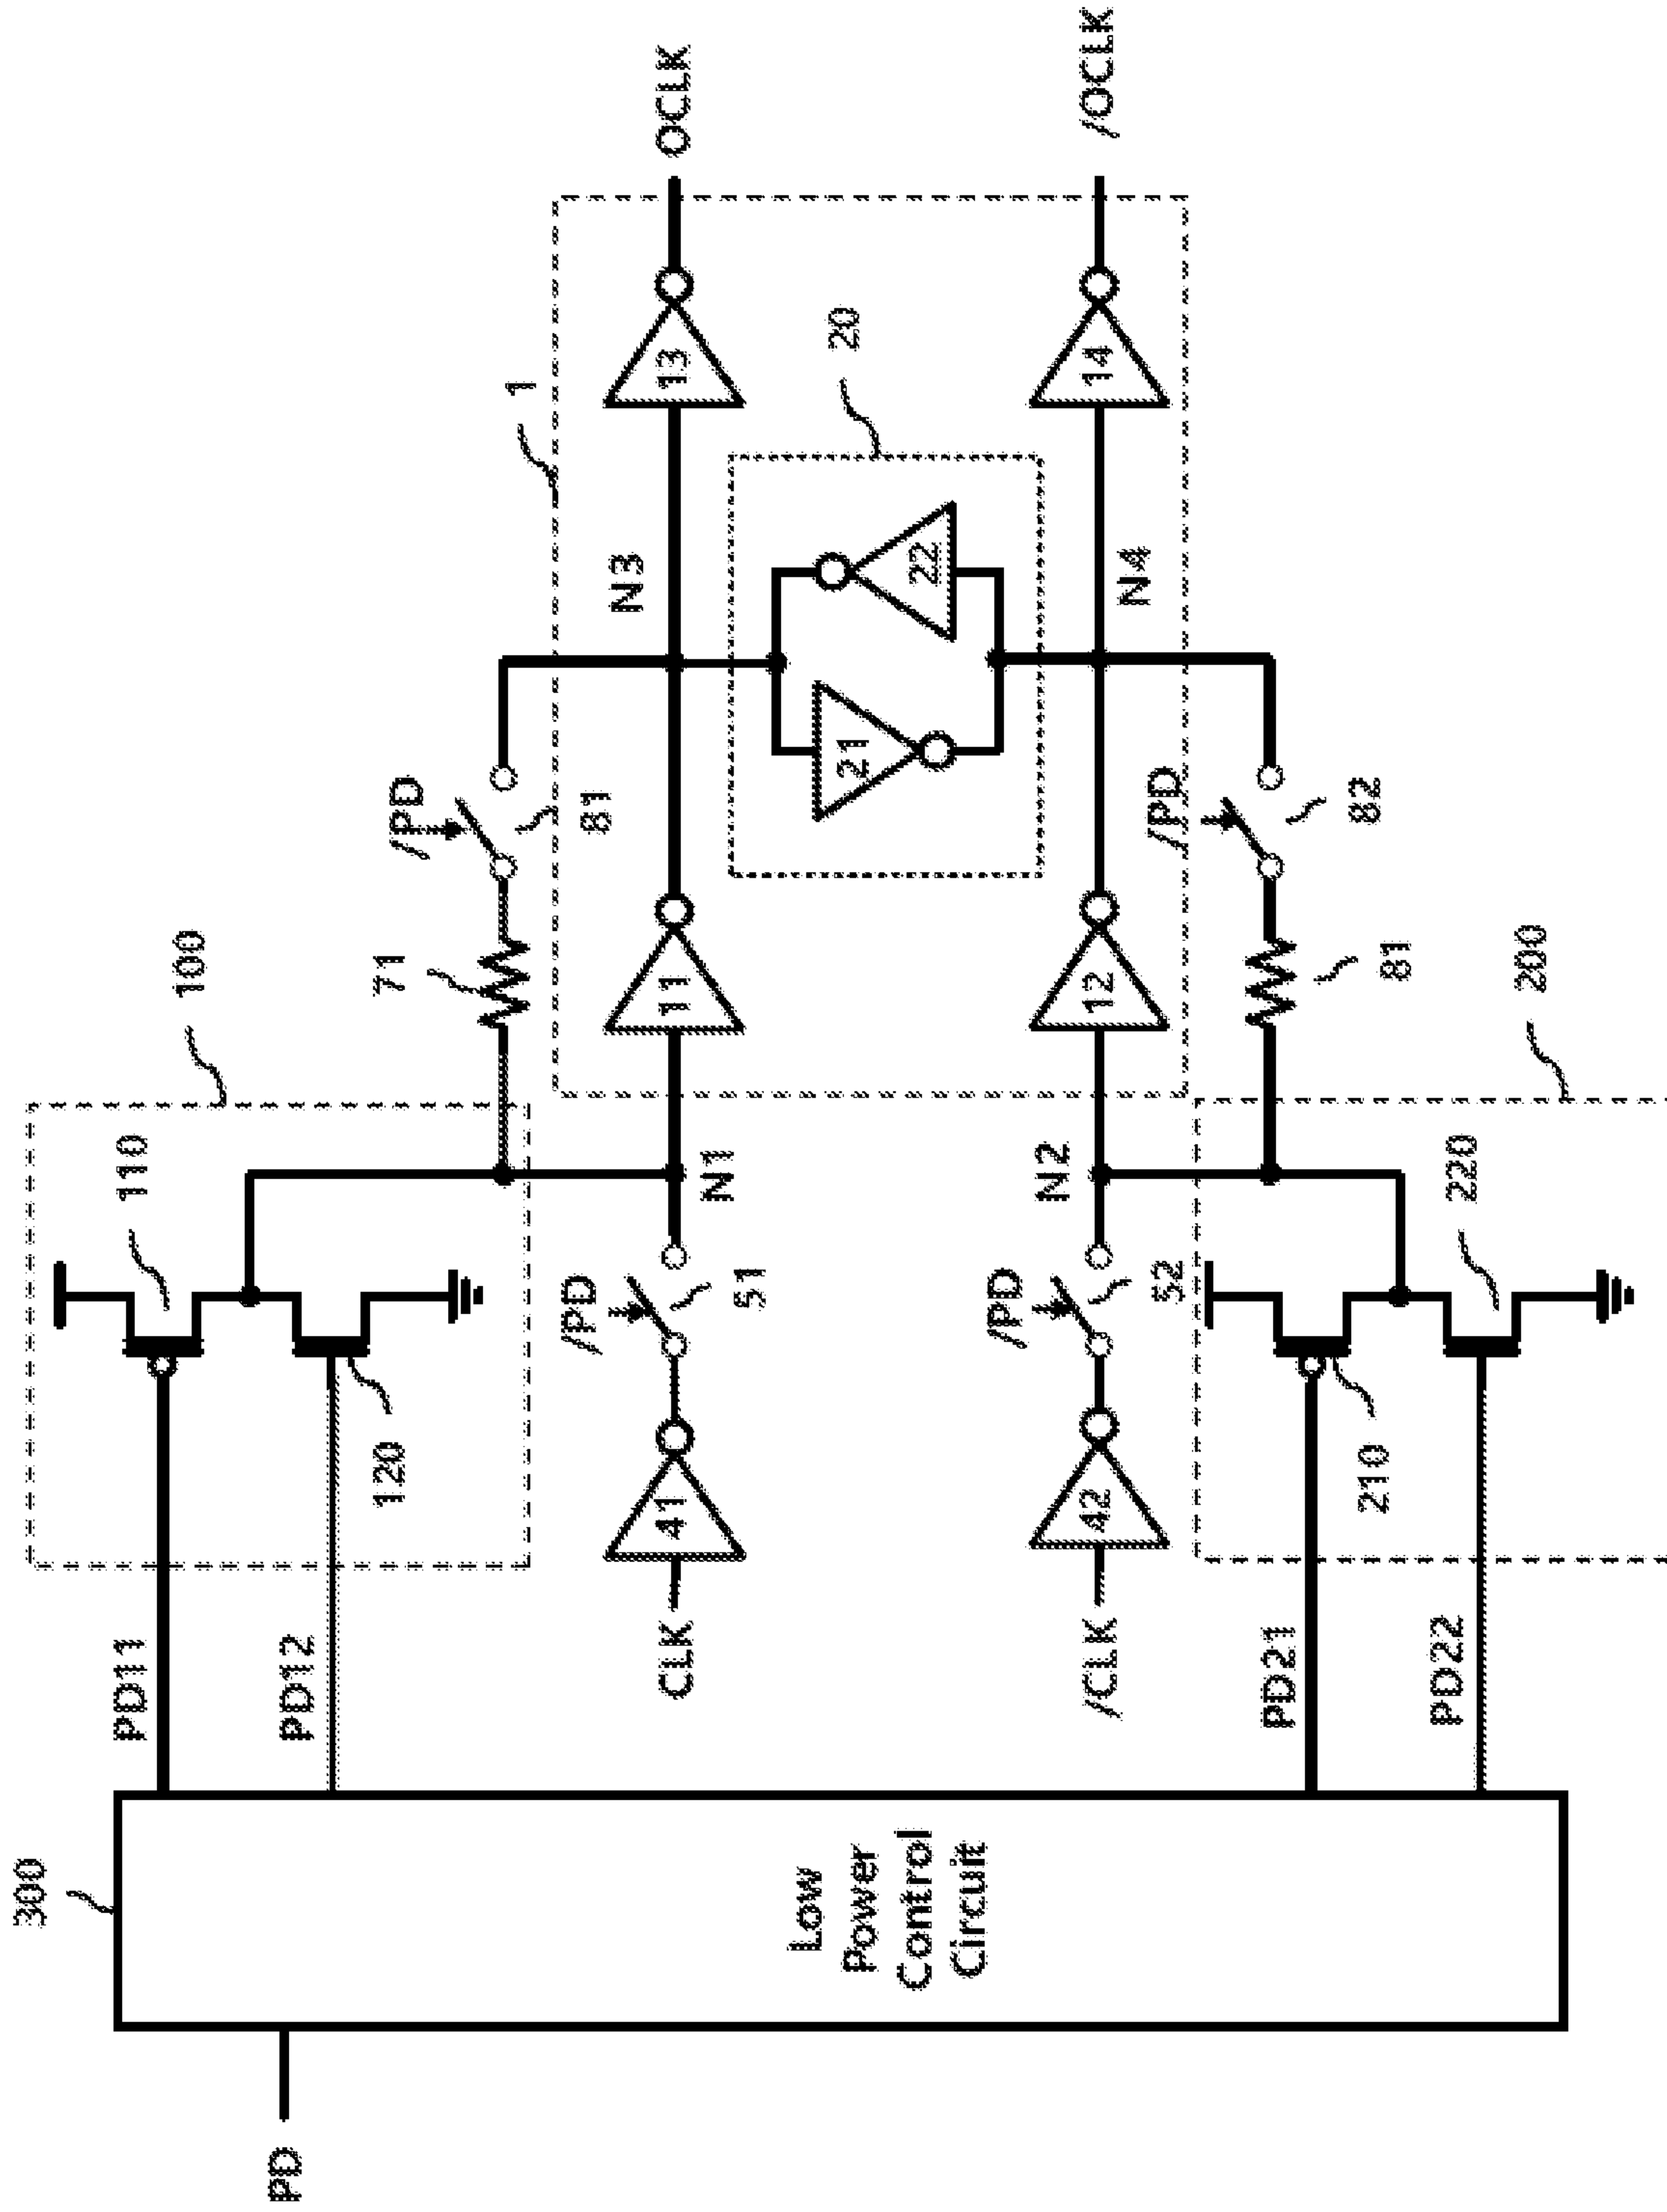 PD
300
Low
Power
Control
Circuit
PD11
PD12
PD21
PD22
100
110
120
71
/PD
81
CLK
41
/PD
51
N1
11
N3
13
OCLK
1
20
21
22
/CLK
42
/PD
52
N2
12
N4
14
/OCLK
/PD
82
81
200
210
220